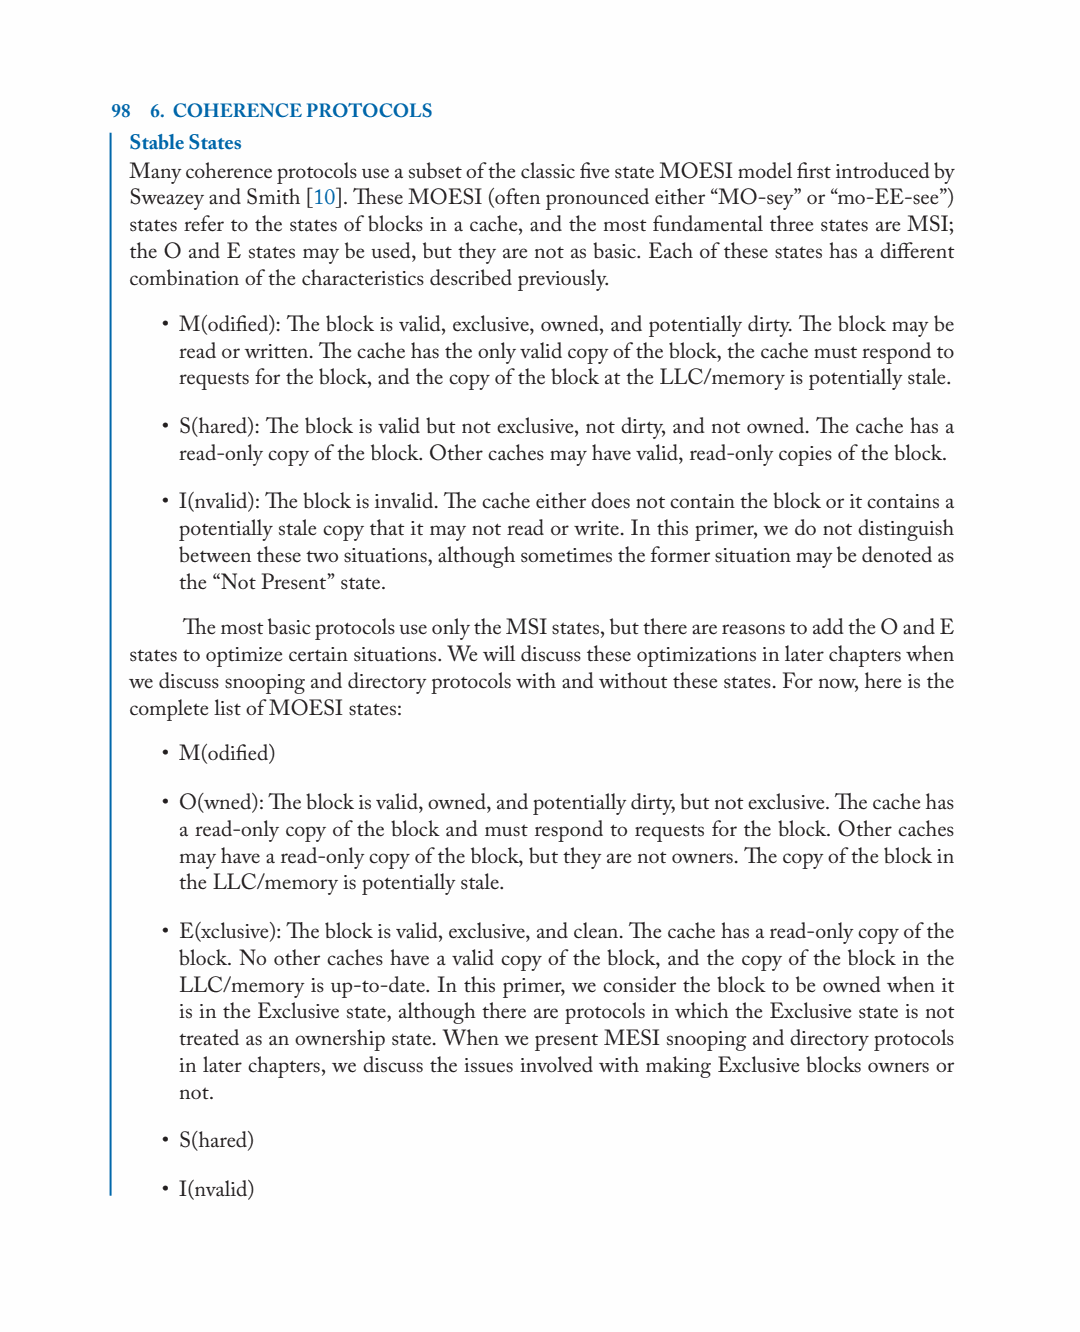 98 6. COHERENCE PROTOCOLS
Stable States
Many coherence protocols use a subset of the classic five state MOESI model first introduced by
Sweazey and Smith [10]. These MOESI (often pronounced either “MO-sey” or “mo-EE-see”)
states refer to the states of blocks in a cache, and the most fundamental three states are MSI;
the O and E states may be used, but they are not as basic. Each of these states has a different
combination of the characteristics described previously.
• M(odified): The block is valid, exclusive, owned, and potentially dirty. The block may be
read or written. The cache has the only valid copy of the block, the cache must respond to
requests for the block, and the copy of the block at the LLC/memory is potentially stale.
• S(hared): The block is valid but not exclusive, not dirty, and not owned. The cache has a
read-only copy of the block. Other caches may have valid, read-only copies of the block.
• I(nvalid): The block is invalid. The cache either does not contain the block or it contains a
potentially stale copy that it may not read or write. In this primer, we do not distinguish
between these two situations, although sometimes the former situation may be denoted as
the “Not Present” state.
The most basic protocols use only the MSI states, but there are reasons to add the O and E
states to optimize certain situations. We will discuss these optimizations in later chapters when
we discuss snooping and directory protocols with and without these states. For now, here is the
complete list of MOESI states:
• M(odified)
• O(wned): The block is valid, owned, and potentially dirty, but not exclusive. The cache has
a read-only copy of the block and must respond to requests for the block. Other caches
may have a read-only copy of the block, but they are not owners. The copy of the block in
the LLC/memory is potentially stale.
• E(xclusive): The block is valid, exclusive, and clean. The cache has a read-only copy of the
block. No other caches have a valid copy of the block, and the copy of the block in the
LLC/memory is up-to-date. In this primer, we consider the block to be owned when it
is in the Exclusive state, although there are protocols in which the Exclusive state is not
treated as an ownership state. When we present MESI snooping and directory protocols
in later chapters, we discuss the issues involved with making Exclusive blocks owners or
not.
• S(hared)
• I(nvalid)